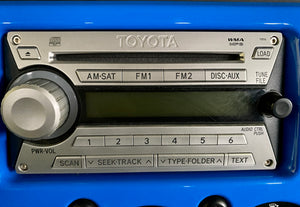 TOYOTA
WMA
MP3
LOAD
AM·SAT FM1 FM2 DISC·AUX
TUNE
FILE
1 2 3 4 5 6
AUDIO CTRL
PUSH
PWR·VOL
SCAN SEEK·TRACK TYPE·FOLDER TEXT